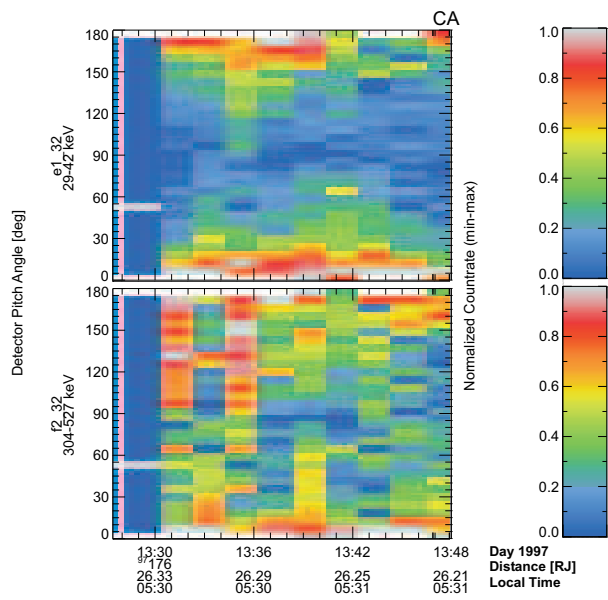 CA
180
150
120
90
60
30
0
e1_32
29-42 keV
1.0
0.8
0.6
0.4
0.2
0.0
Detector Pitch Angle [deg]
Normalized Countrate (min-max)
180
150
120
90
60
30
0
f2_32
304-527 keV
1.0
0.8
0.6
0.4
0.2
0.0
13:30 13:36 13:42 13:48
97176 Day 1997
26.33 26.29 26.25 26.21 Distance [RJ]
05:30 05:30 05:31 05:31 Local Time